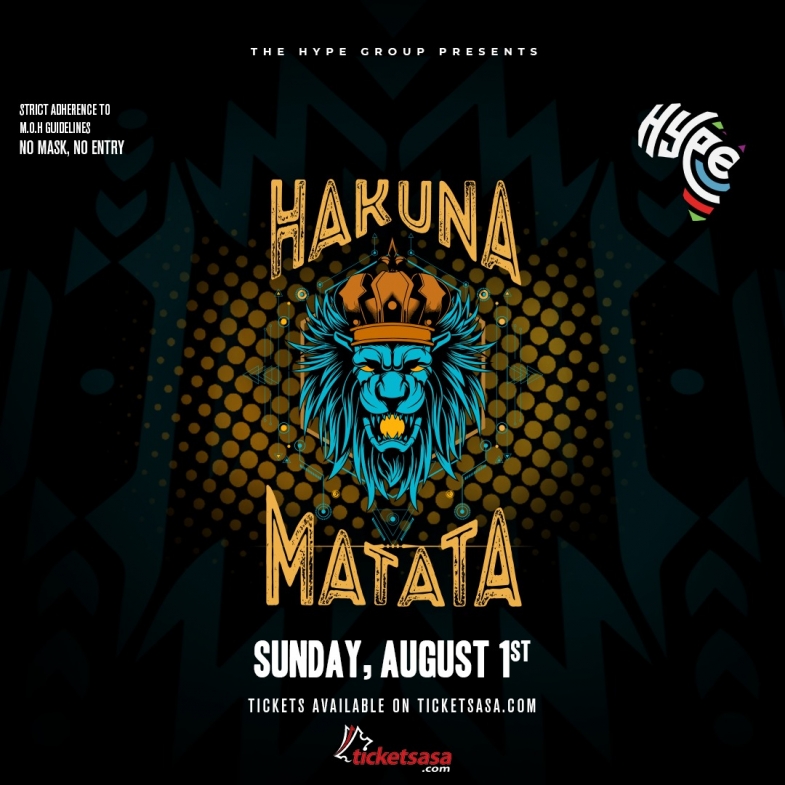 THE HYPE GROUP PRESENTS
STRICT ADHERENCE TO
M.O.H GUIDELINES
NO MASK, NO ENTRY
Hype
HAKUNA
MATATA
SUNDAY, AUGUST 1ST
TICKETS AVAILABLE ON TICKETSASA.COM
ticketsasa
.com